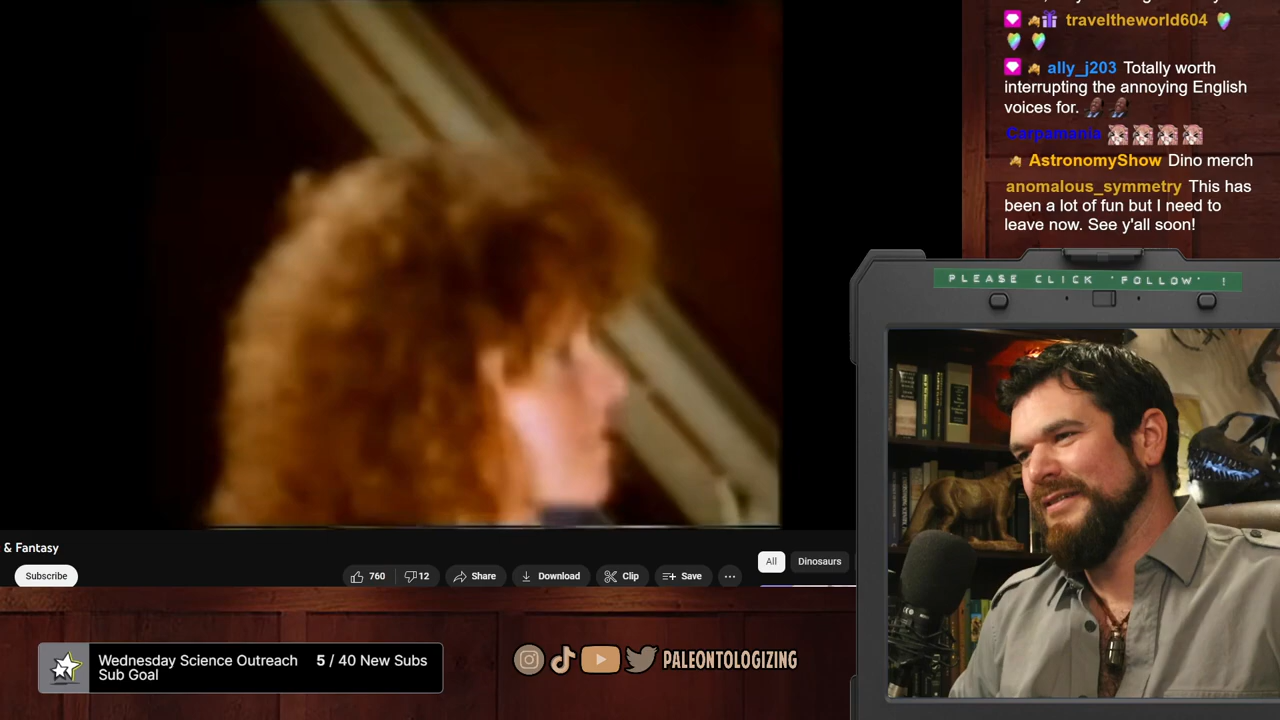 traveltheworld604
ally_j203 Totally worth
interrupting the annoying English
voices for.
Carpamania
AstronomyShow Dino merch
anomalous_symmetry This has
been a lot of fun but I need to
leave now. See y'all soon!
PLEASE CLICK "FOLLOW" !
& Fantasy
Subscribe
760
12
Share
Download
Clip
Save
All
Dinosaurs
Wednesday Science Outreach 5 / 40 New Subs
Sub Goal
PALEONTOLOGIZING